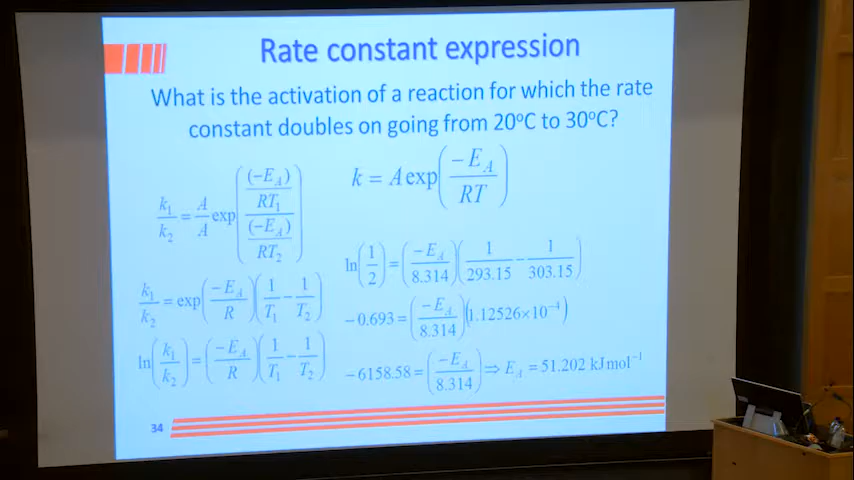 Rate constant expression
What is the activation of a reaction for which the rate
constant doubles on going from 20°C to 30°C?
k₁/k₂ = A/A exp(((-E_A)/RT₁)/((-E_A)/RT₂))
k₁/k₂ = exp(-E_A/R)(1/T₁ - 1/T₂)
ln(k₁/k₂) = (-E_A/R)(1/T₁ - 1/T₂)
k = A exp(-E_A/RT)
ln(1/2) = (-E_A/8.314)(1/293.15 - 1/303.15)
-0.693 = (-E_A/8.314)(1.12526×10⁻⁴)
-6158.58 = (-E_A/8.314) ⇒ E_A = 51.202 kJmol⁻¹
34